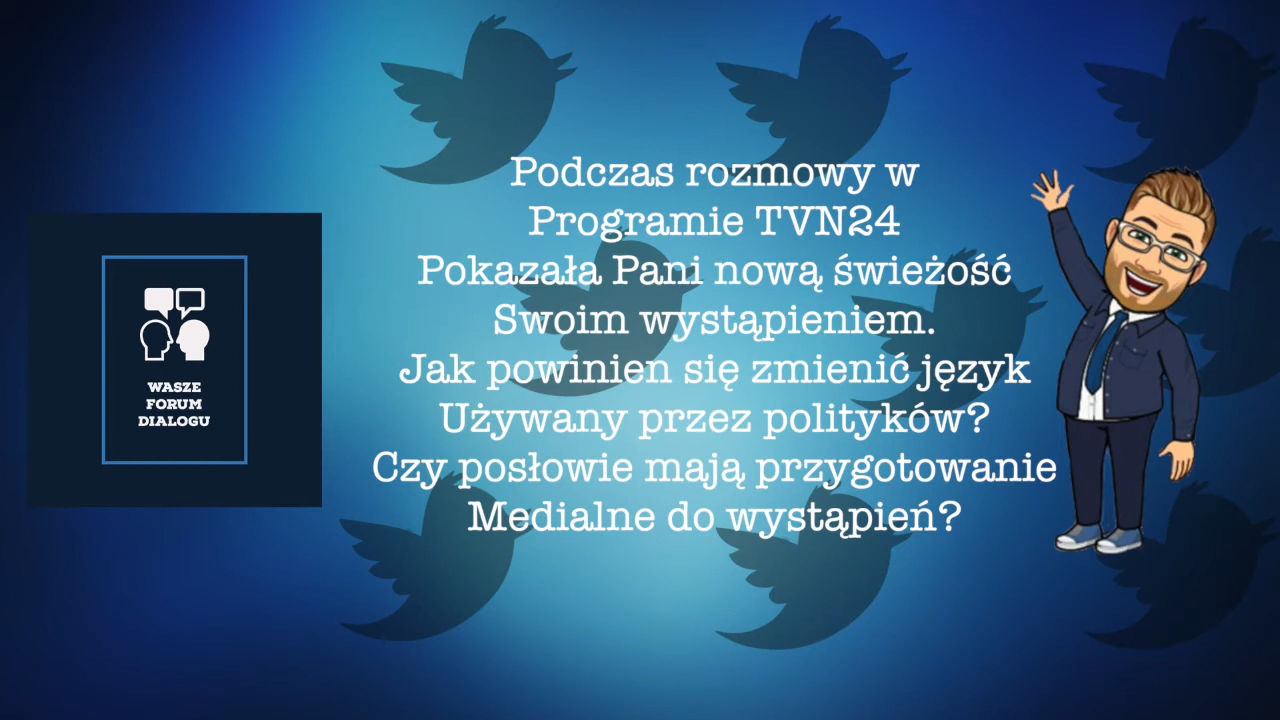 WASZE
FORUM
DIALOGU
Podczas rozmowy w
Programie TVN24
Pokazała Pani nową świeżość
Swoim wystąpieniem.
Jak powinien się zmienić język
Używany przez polityków?
Czy posłowie mają przygotowanie
Medialne do wystąpień?